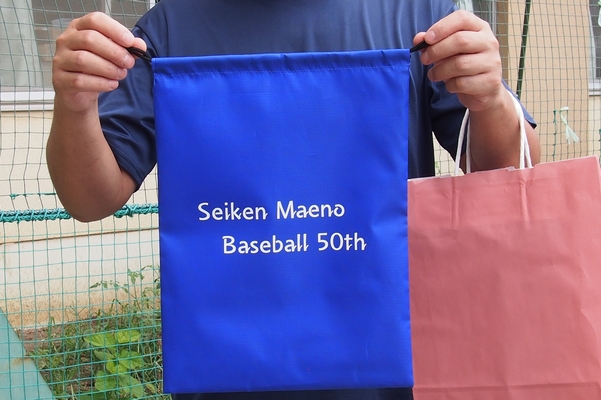 Seiken Maeno
Baseball 50th